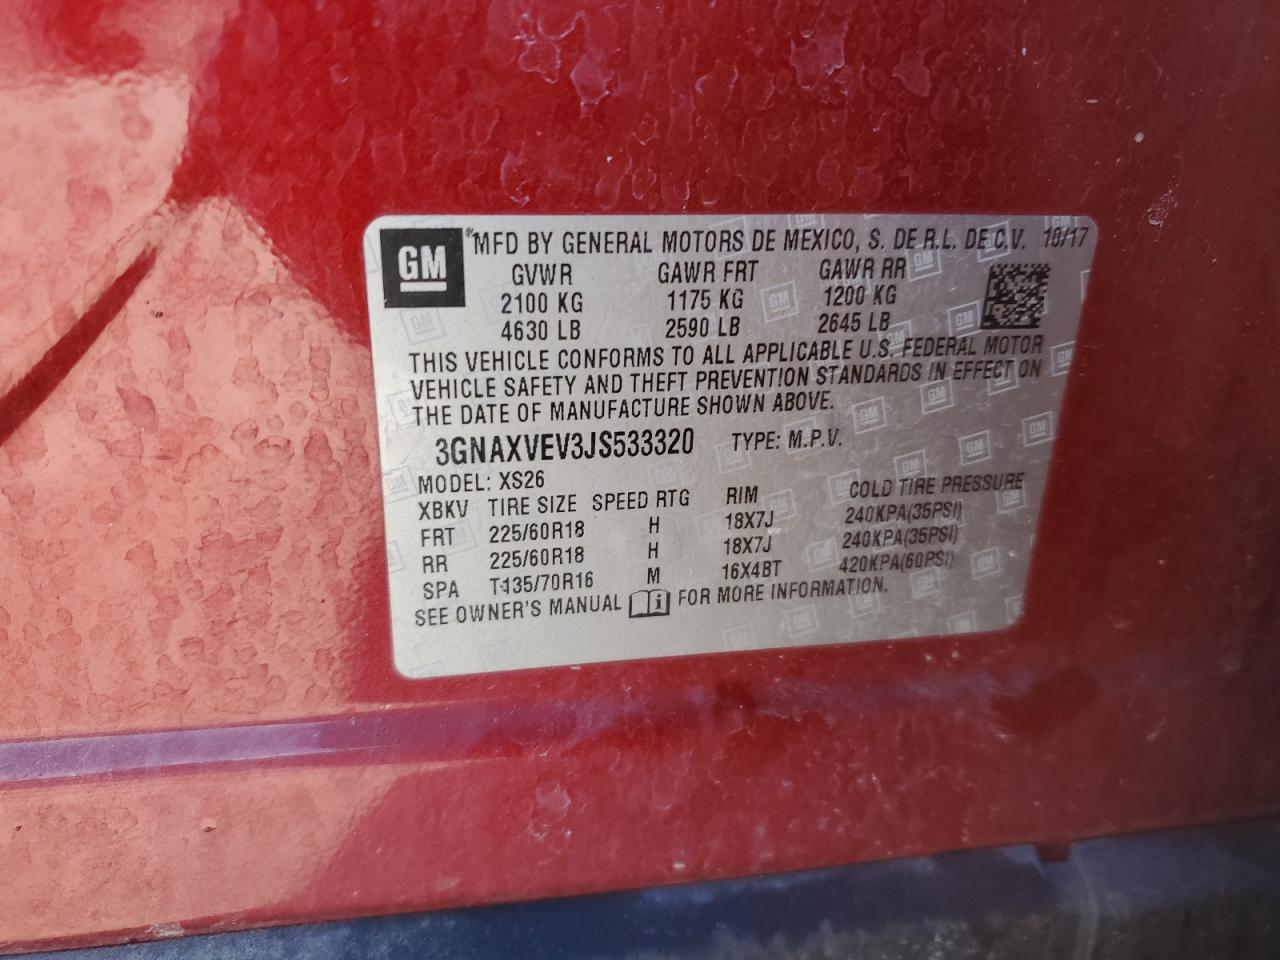 GM ® MFD BY GENERAL MOTORS DE MEXICO, S. DE R.L. DE C.V. 10/17
GVWR GAWR FRT GAWR RR
2100 KG 1175 KG 1200 KG
4630 LB 2590 LB 2645 LB
THIS VEHICLE CONFORMS TO ALL APPLICABLE U.S. FEDERAL MOTOR
VEHICLE SAFETY AND THEFT PREVENTION STANDARDS IN EFFECT ON
THE DATE OF MANUFACTURE SHOWN ABOVE.
3GNAXVEV3JS533320 TYPE: M.P.V.
MODEL: XS26
XBKV TIRE SIZE SPEED RTG RIM COLD TIRE PRESSURE
FRT 225/60R18 H 18X7J 240KPA(35PSI)
RR 225/60R18 H 18X7J 240KPA(35PSI)
SPA T135/70R16 M 16X4BT 420KPA(60PSI)
SEE OWNER'S MANUAL i FOR MORE INFORMATION.